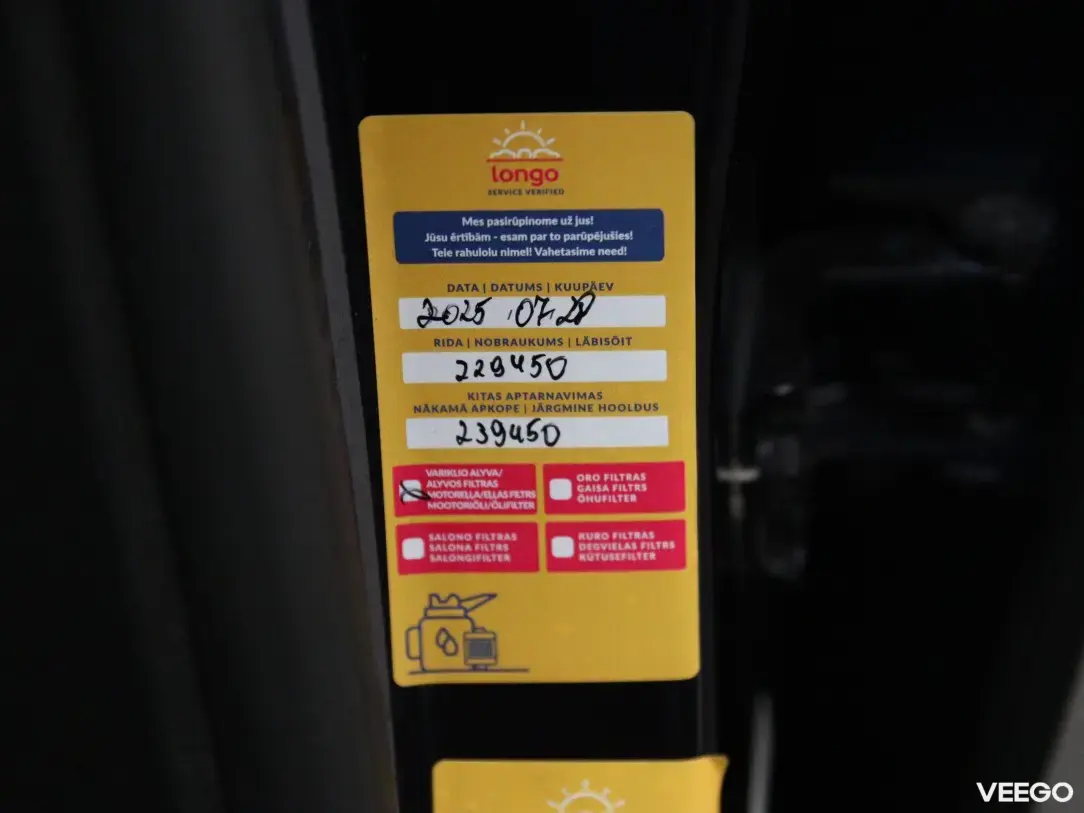 longo
SERVICE VERIFIED
Mes pasirūpinome už jus!
Jūsu ērtībām - esam par to parūpējušies!
Teie rahulolu nimel! Vahetasime need!
DATA | DATUMS | KUUPÄEV
2025.07.
RIDA | NOBRAUKUMS | LÄBISÕIT
229450
KITAS APTARNAVIMAS
NĀKAMĀ APKOPE | JÄRGMINE HOOLDUS
239450
VARIKLIO ALYVA/
ALYVOS FILTRAS
MOTOREĻĻA/EĻĻAS FILTRS
MOOTORIÕLI/ÕLIFILTER
ORO FILTRAS
GAISA FILTRS
ÕHUFILTER
SALONO FILTRAS
SALONA FILTRS
SALONGIFILTER
KURO FILTRAS
DEGVIELAS FILTRS
KÜTUSEFILTER
VEEGO